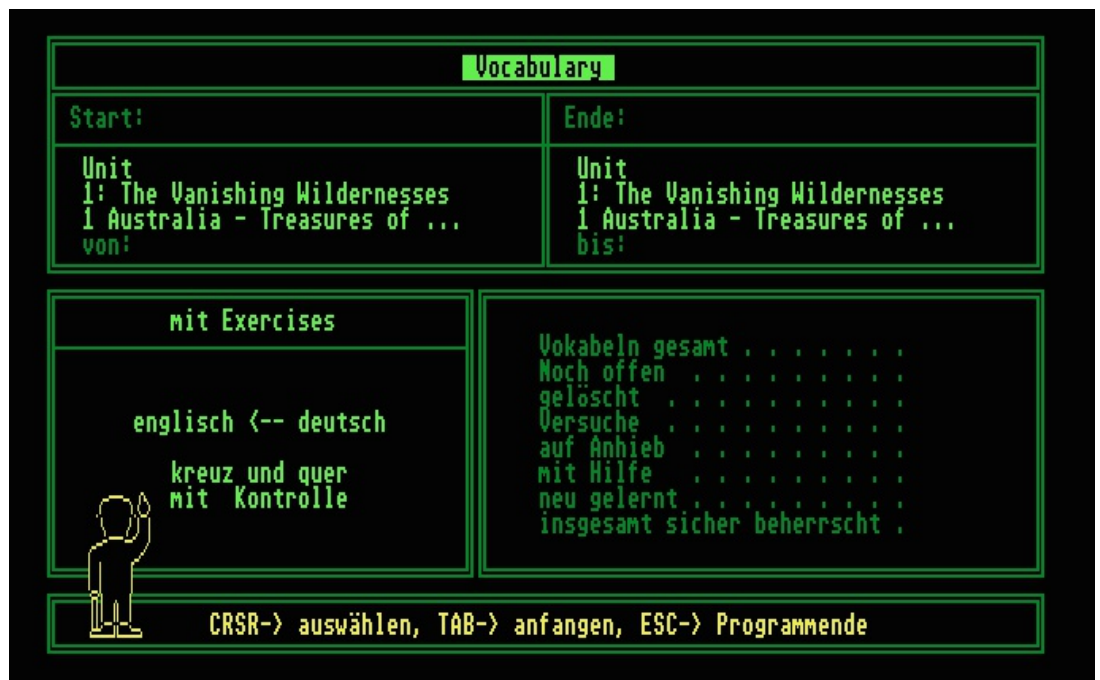 Vocabulary
Start:
Unit
1: The Vanishing Wildernesses
1 Australia - Treasures of ...
von:
Ende:
Unit
1: The Vanishing Wildernesses
1 Australia - Treasures of ...
bis:
mit Exercises
englisch <-- deutsch
kreuz und quer
mit Kontrolle
Vokabeln gesamt . . . . . . .
Noch offen . . . . . . . . .
gelöscht . . . . . . . . . .
Versuche . . . . . . . . . .
auf Anhieb . . . . . . . . .
mit Hilfe . . . . . . . . .
neu gelernt . . . . . . . . .
insgesamt sicher beherrscht .
CRSR-> auswählen, TAB-> anfangen, ESC-> Programmende